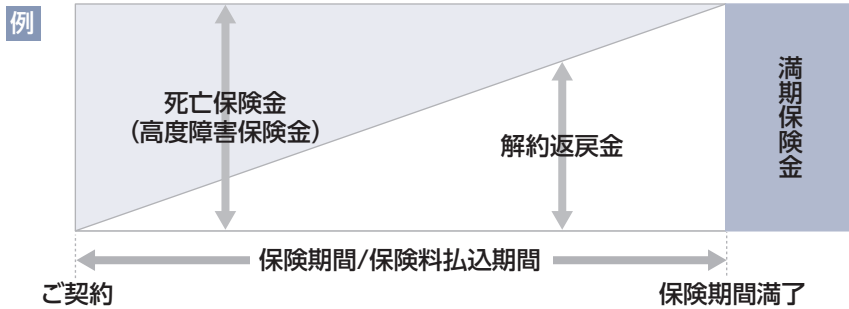 例
死亡保険金
（高度障害保険金）
解約返戻金
満期保険金
保険期間/保険料払込期間
ご契約
保険期間満了